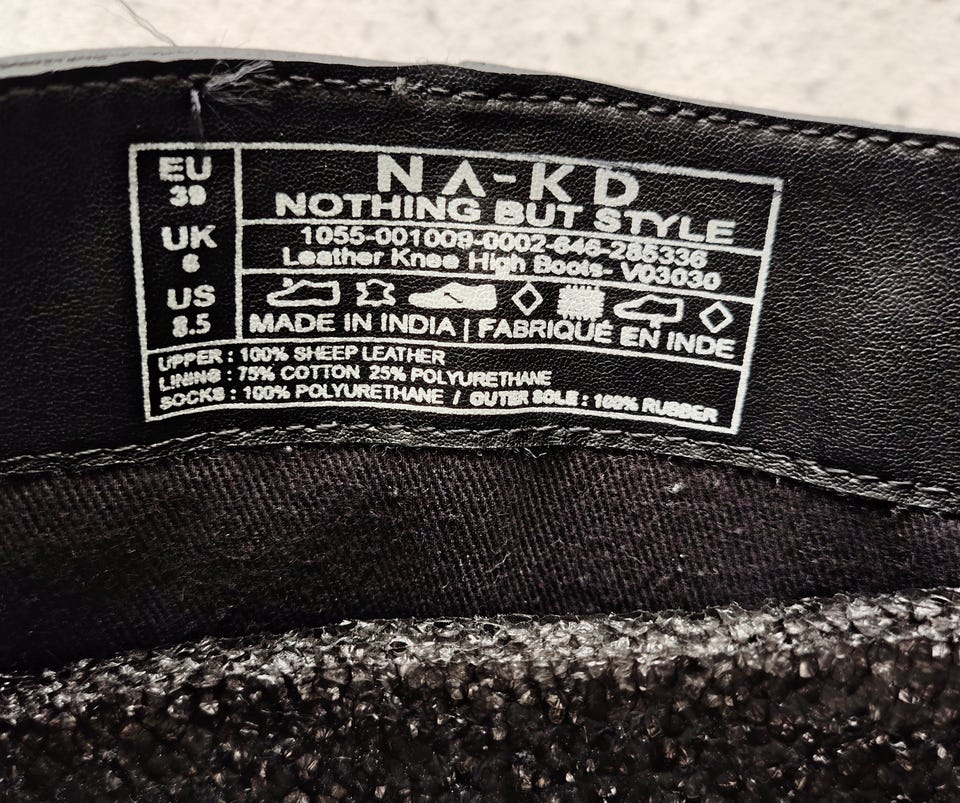 EU
39
UK
6
US
8.5
NA-KD
NOTHING BUT STYLE
1055-001009-0002-646-285336
Leather Knee High Boots- V03030
MADE IN INDIA | FABRIQUÉ EN INDE
UPPER : 100% SHEEP LEATHER
LINING : 75% COTTON 25% POLYURETHANE
SOCKS : 100% POLYURETHANE / OUTER SOLE : 100% RUBBER